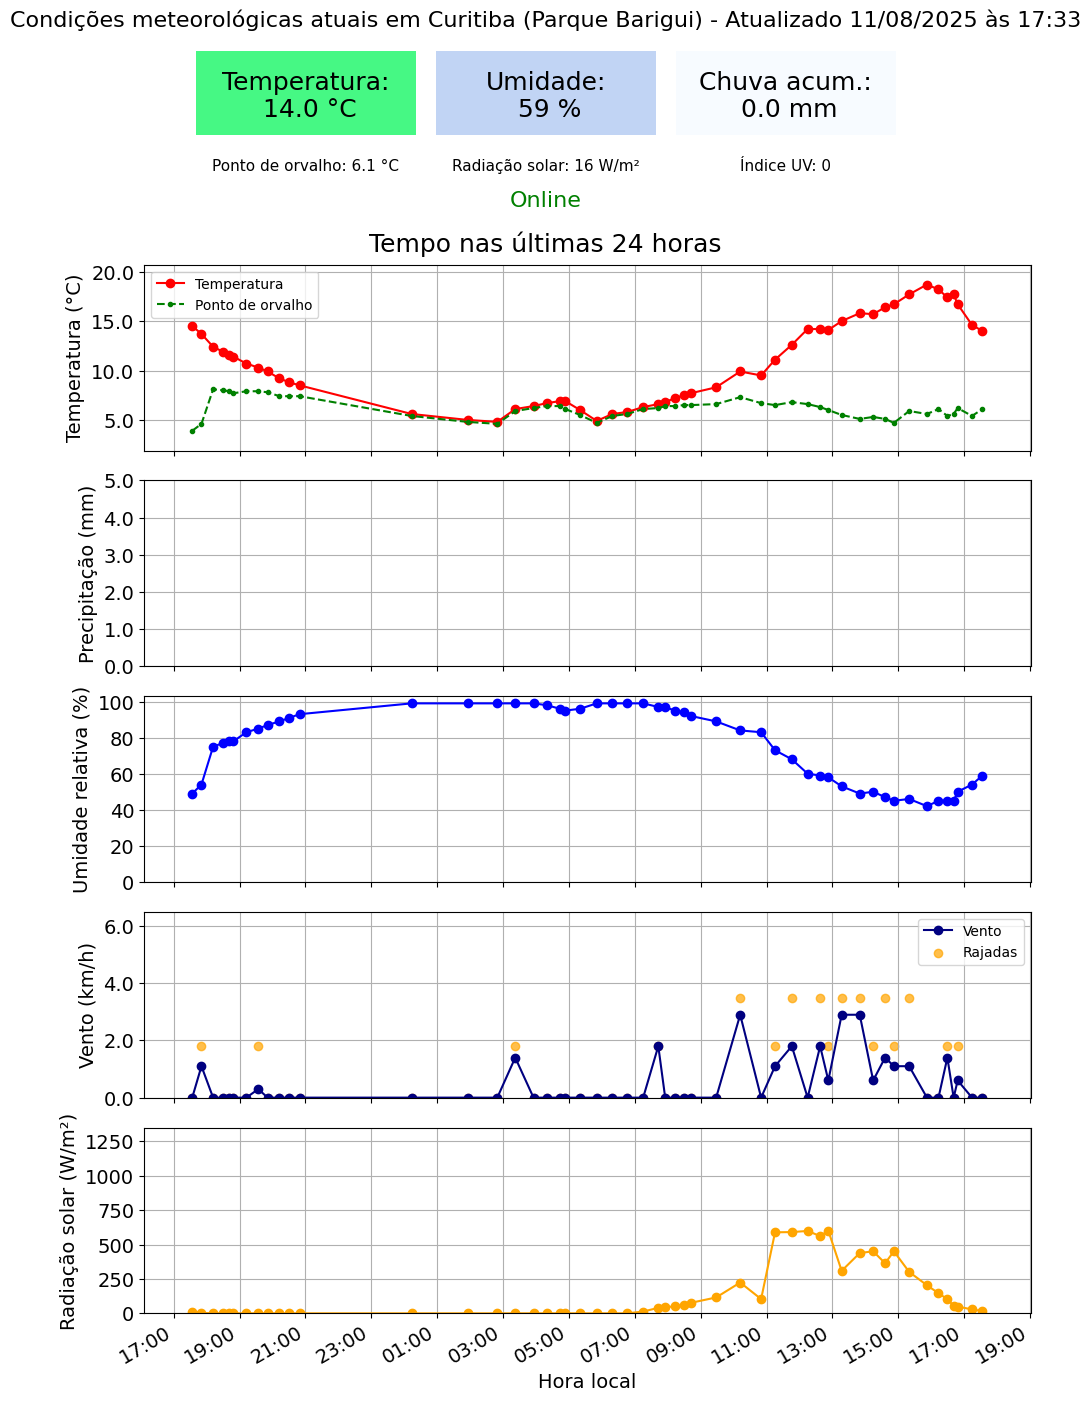 Condições meteorológicas atuais em Curitiba (Parque Barigui) - Atualizado 11/08/2025 às 17:33
Temperatura:
14.0 °C
Umidade:
59 %
Chuva acum.:
0.0 mm
Ponto de orvalho: 6.1 °C
Radiação solar: 16 W/m²
Índice UV: 0
Online
Tempo nas últimas 24 horas
Temperatura (°C)
20.0
15.0
10.0
5.0
Temperatura
Ponto de orvalho
Precipitação (mm)
5.0
4.0
3.0
2.0
1.0
0.0
Umidade relativa (%)
100
80
60
40
20
0
Vento (km/h)
6.0
4.0
2.0
0.0
Vento
Rajadas
Radiação solar (W/m²)
1250
1000
750
500
250
0
17:00
19:00
21:00
23:00
01:00
03:00
05:00
07:00
09:00
11:00
13:00
15:00
17:00
19:00
Hora local